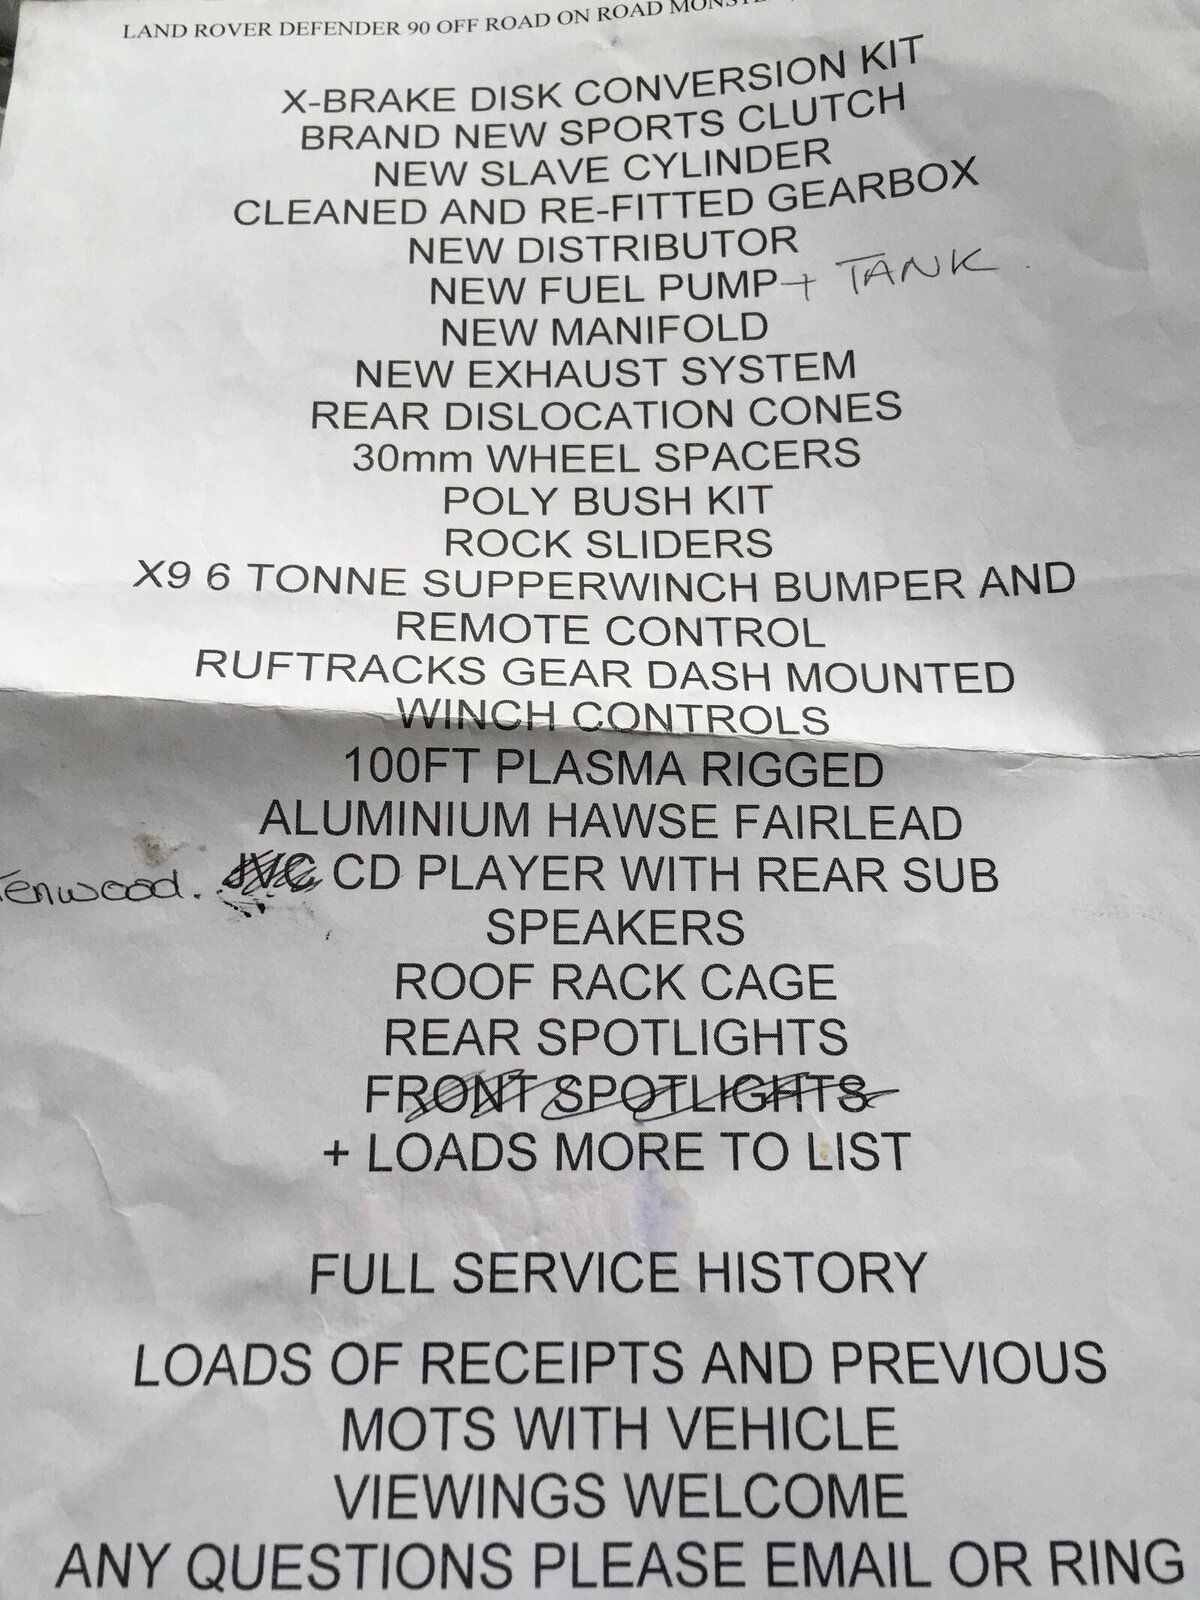 LAND ROVER DEFENDER 90 OFF ROAD ON ROAD
X-BRAKE DISK CONVERSION KIT
BRAND NEW SPORTS CLUTCH
NEW SLAVE CYLINDER
CLEANED AND RE-FITTED GEARBOX
NEW DISTRIBUTOR
NEW FUEL PUMP + TANK
NEW MANIFOLD
NEW EXHAUST SYSTEM
REAR DISLOCATION CONES
30mm WHEEL SPACERS
POLY BUSH KIT
ROCK SLIDERS
X9 6 TONNE SUPPERWINCH BUMPER AND
REMOTE CONTROL
RUFTRACKS GEAR DASH MOUNTED
WINCH CONTROLS
100FT PLASMA RIGGED
ALUMINIUM HAWSE FAIRLEAD
Kenwood. JVC CD PLAYER WITH REAR SUB
SPEAKERS
ROOF RACK CAGE
REAR SPOTLIGHTS
FRONT SPOTLIGHTS
+ LOADS MORE TO LIST
FULL SERVICE HISTORY
LOADS OF RECEIPTS AND PREVIOUS
MOTS WITH VEHICLE
VIEWINGS WELCOME
ANY QUESTIONS PLEASE EMAIL OR RING